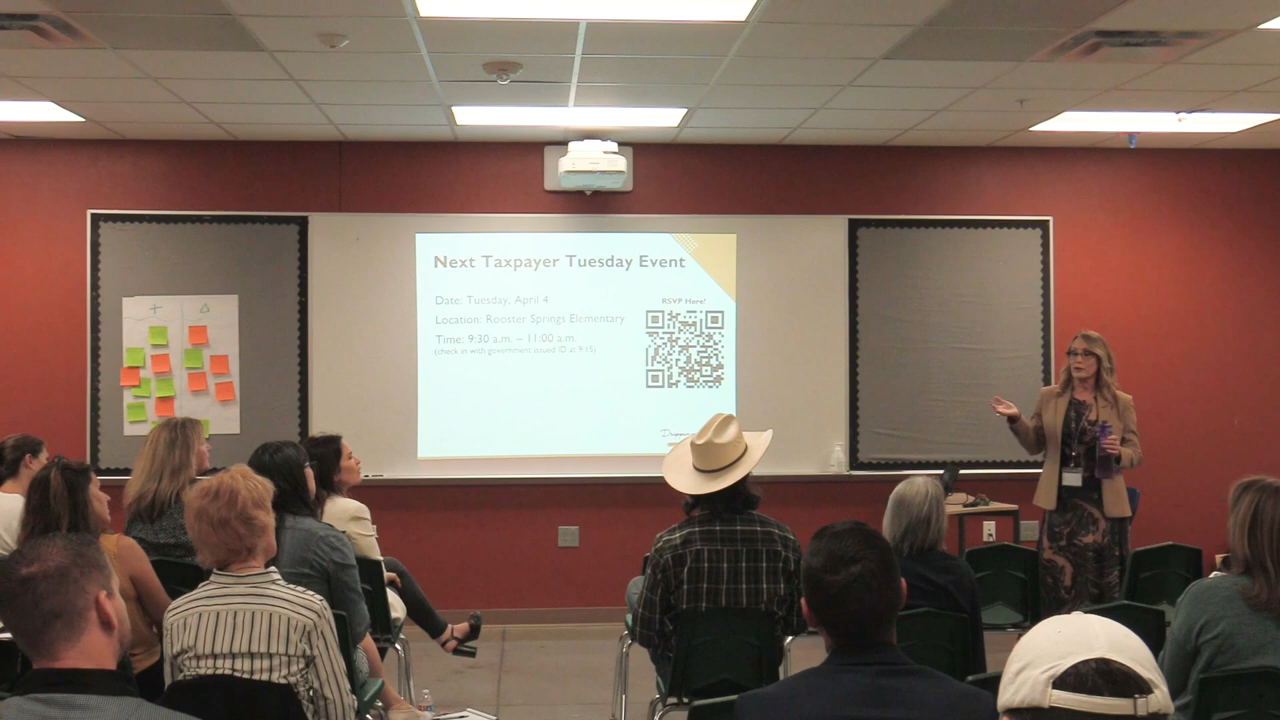 Next Taxpayer Tuesday Event
Date: Tuesday, April 4
RSVP Here!
Location: Rooster Springs Elementary
Time: 9:30 a.m. – 11:00 a.m.
(check in with government issued ID at 9:15)